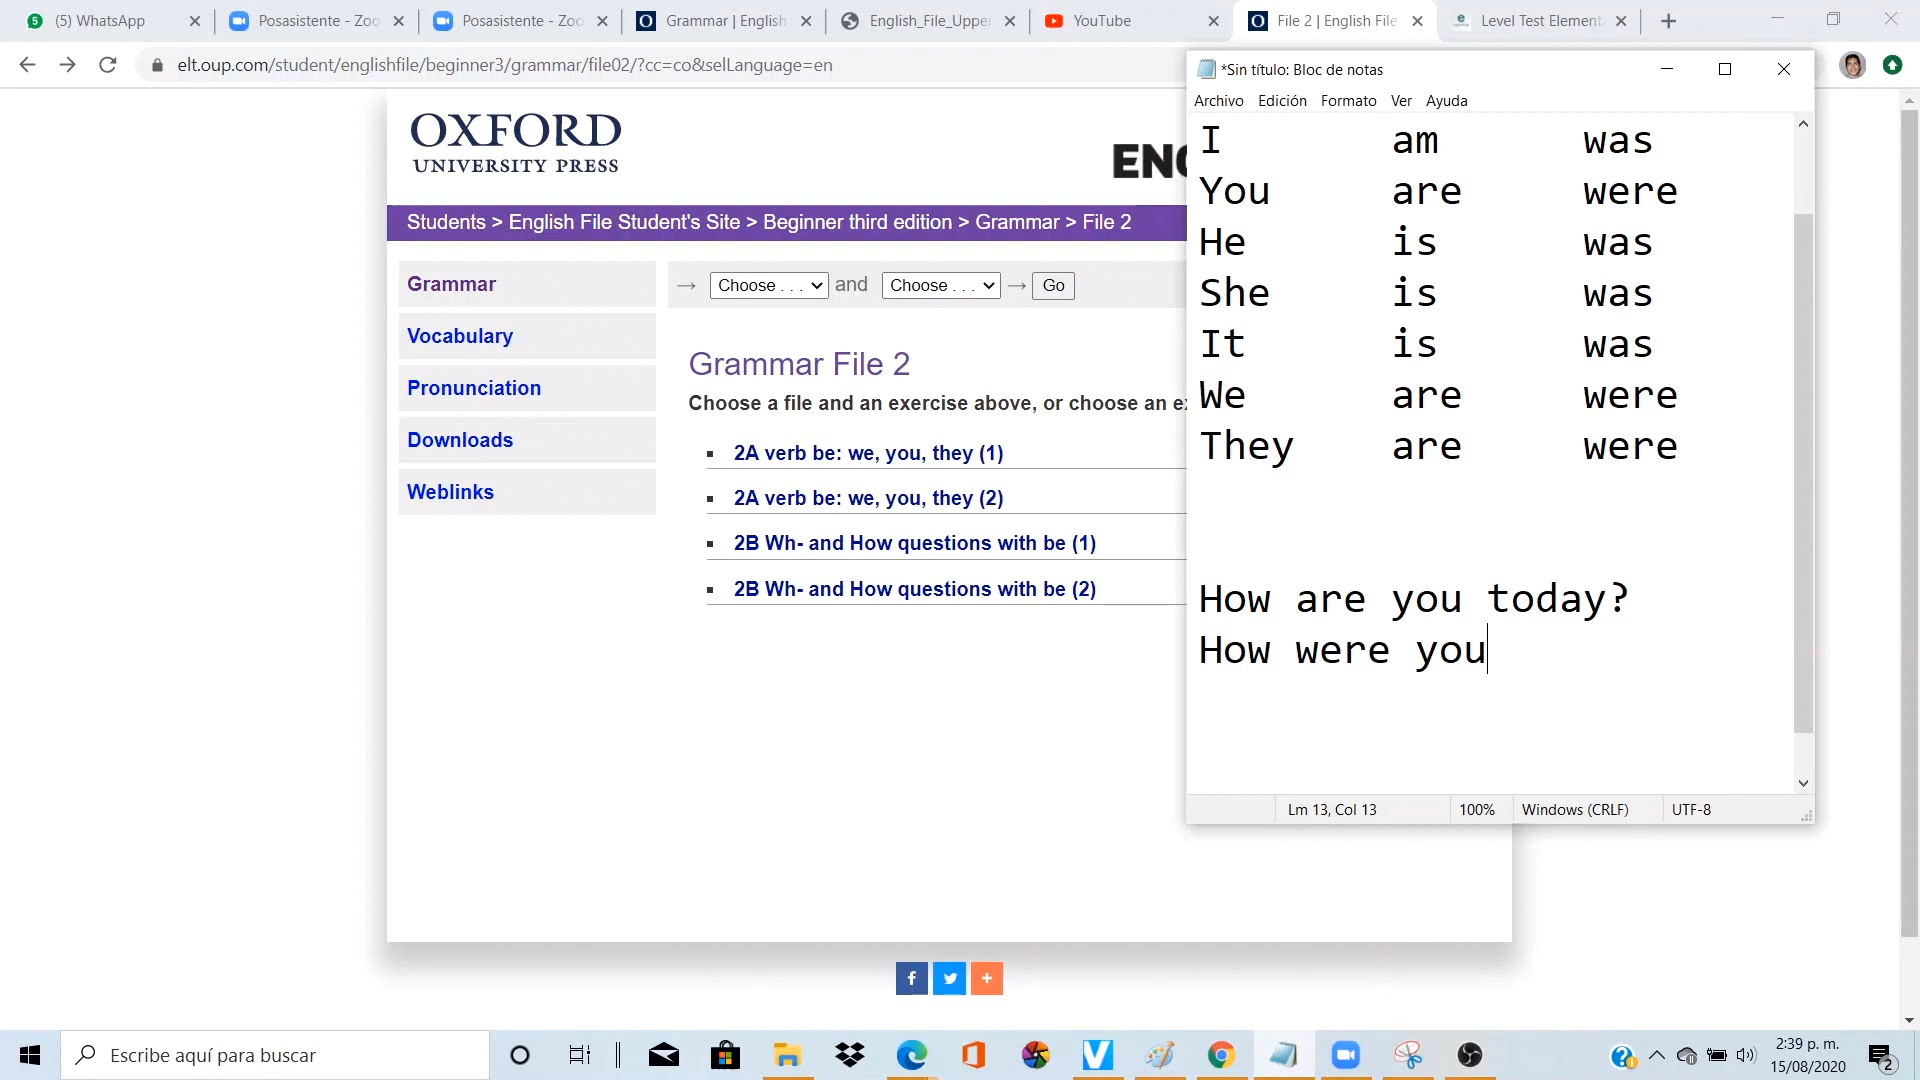 (5) WhatsApp
Posasistente - Zoo
Posasistente - Zoo
Grammar | English
English_File_Upper
YouTube
File 2 | English File
Level Test Element
elt.oup.com/student/englishfile/beginner3/grammar/file02/?cc=co&selLanguage=en
OXFORD
UNIVERSITY PRESS
ENG
Students > English File Student's Site > Beginner third edition > Grammar > File 2
Grammar
Vocabulary
Pronunciation
Downloads
Weblinks
→ Choose . . . and Choose . . . → Go
Grammar File 2
Choose a file and an exercise above, or choose an ex
2A verb be: we, you, they (1)
2A verb be: we, you, they (2)
2B Wh- and How questions with be (1)
2B Wh- and How questions with be (2)
*Sin título: Bloc de notas
Archivo Edición Formato Ver Ayuda
I am was
You are were
He is was
She is was
It is was
We are were
They are were
How are you today?
How were you
Lm 13, Col 13 100% Windows (CRLF) UTF-8
Escribe aquí para buscar
2:39 p. m.
15/08/2020
2